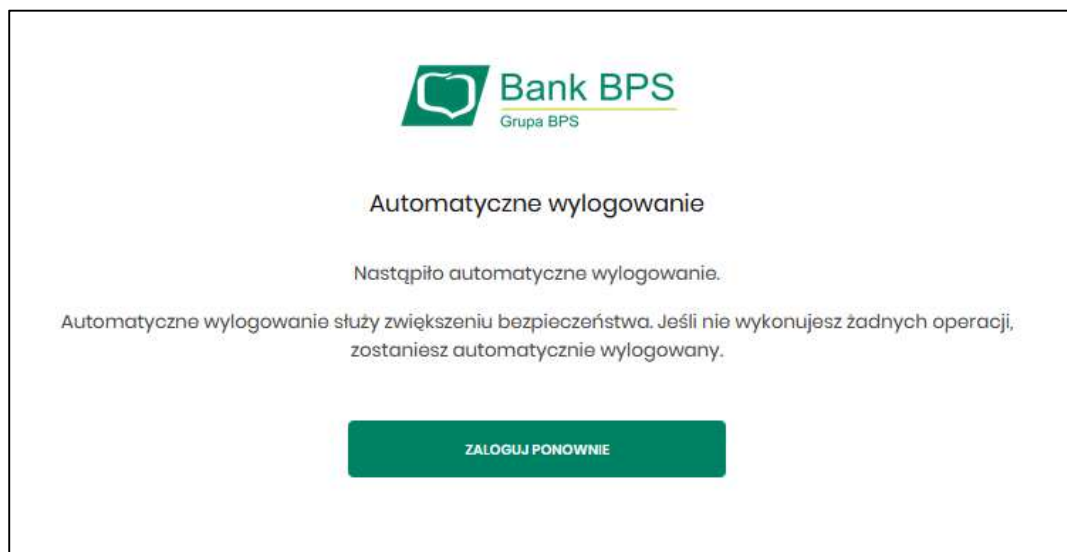 Bank BPS
Grupa BPS
Automatyczne wylogowanie
Nastąpiło automatyczne wylogowanie.
Automatyczne wylogowanie służy zwiększeniu bezpieczeństwa. Jeśli nie wykonujesz żadnych operacji,
zostaniesz automatycznie wylogowany.
ZALOGUJ PONOWNIE